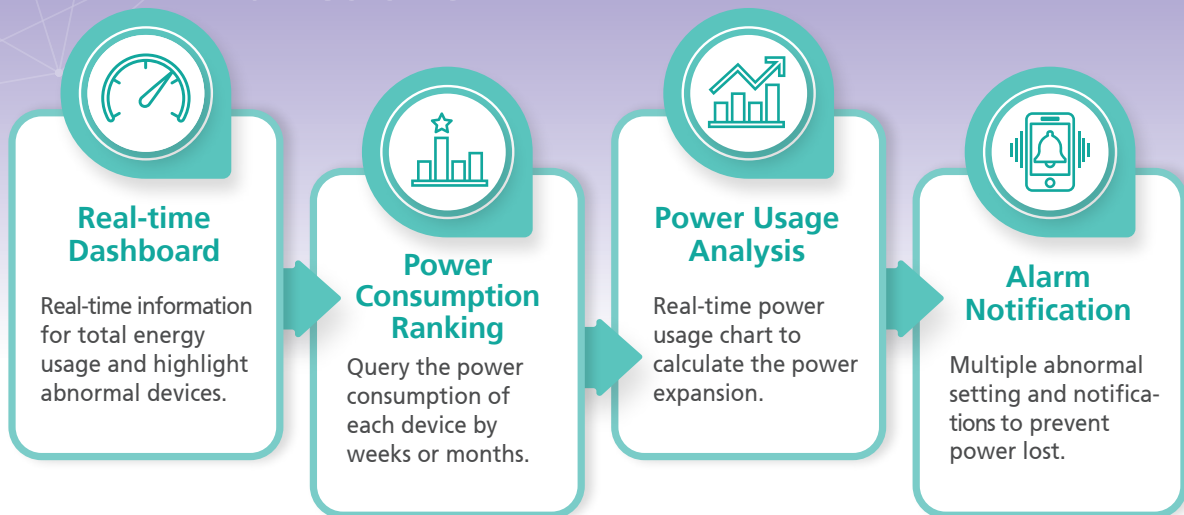 Real-time
Dashboard
Real-time information
for total energy
usage and highlight
abnormal devices.
Power
Consumption
Ranking
Query the power
consumption of
each device by
weeks or months.
Power Usage
Analysis
Real-time power
usage chart to
calculate the power
expansion.
Alarm
Notification
Multiple abnormal
setting and notifica-
tions to prevent
power lost.